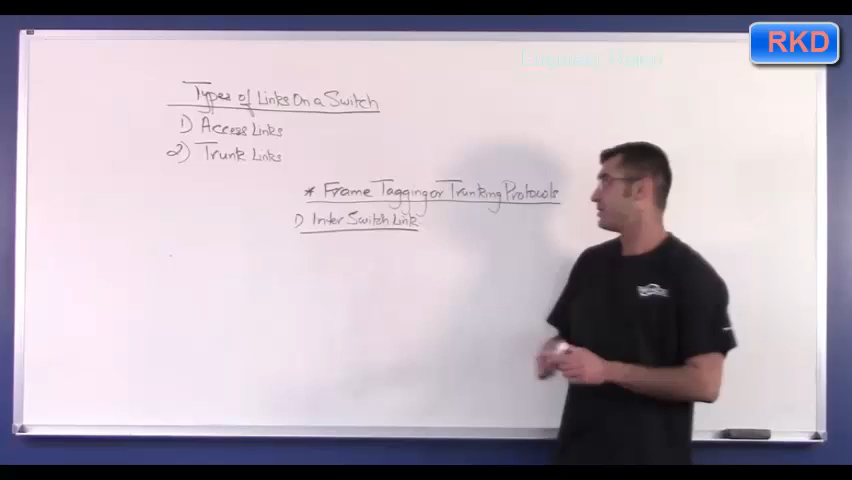 RKD
Types of Links On a Switch
1) Access Links
2) Trunk Links
* Frame Tagging or Trunking Protocols
1) Inter Switch Link